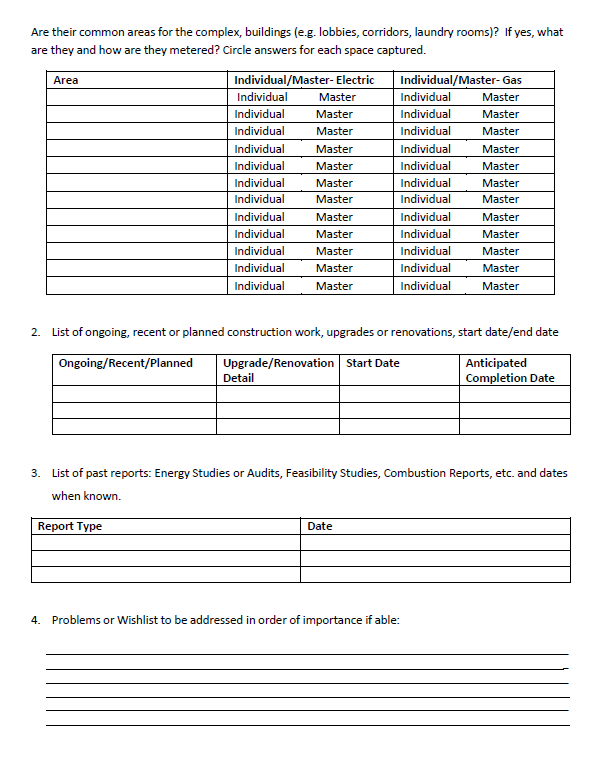 Are their common areas for the complex, buildings (e.g. lobbies, corridors, laundry rooms)? If yes, what
are they and how are they metered? Circle answers for each space captured.
Area Individual/Master- Electric Individual/Master- Gas
Individual Master Individual Master
Individual Master Individual Master
Individual Master Individual Master
Individual Master Individual Master
Individual Master Individual Master
Individual Master Individual Master
Individual Master Individual Master
Individual Master Individual Master
Individual Master Individual Master
Individual Master Individual Master
Individual Master Individual Master
Individual Master Individual Master
2. List of ongoing, recent or planned construction work, upgrades or renovations, start date/end date
Ongoing/Recent/Planned Upgrade/Renovation Start Date Anticipated
Detail Completion Date
3. List of past reports: Energy Studies or Audits, Feasibility Studies, Combustion Reports, etc. and dates
when known.
Report Type Date
4. Problems or Wishlist to be addressed in order of importance if able: